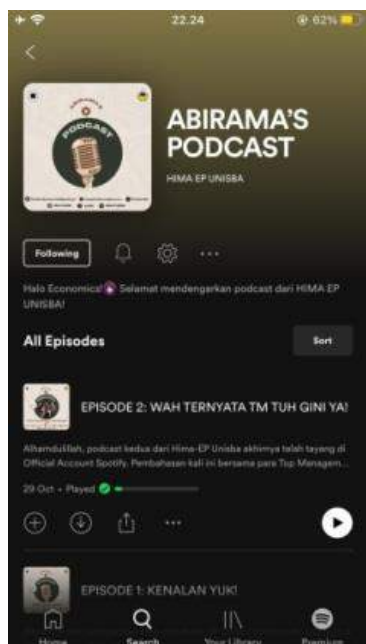 22.24
62%
ABIRAMA'S
PODCAST
ABIRAMA'S
PODCAST
HIMA EP UNISBA
Following
Halo Economica! Selamat mendengarkan podcast dari HIMA EP
UNISBA!
All Episodes
Sort
EPISODE 2: WAH TERNYATA TM TUH GINI YA!
Alhamdulillah, podcast kedua dari Hima-EP Unisba akhirnya telah tayang di
Official Account Spotify. Pembahasan kali ini bersama para Top Managem...
29 Oct • Played
EPISODE 1: KENALAN YUK!
Home
Search
Your Library
Premium